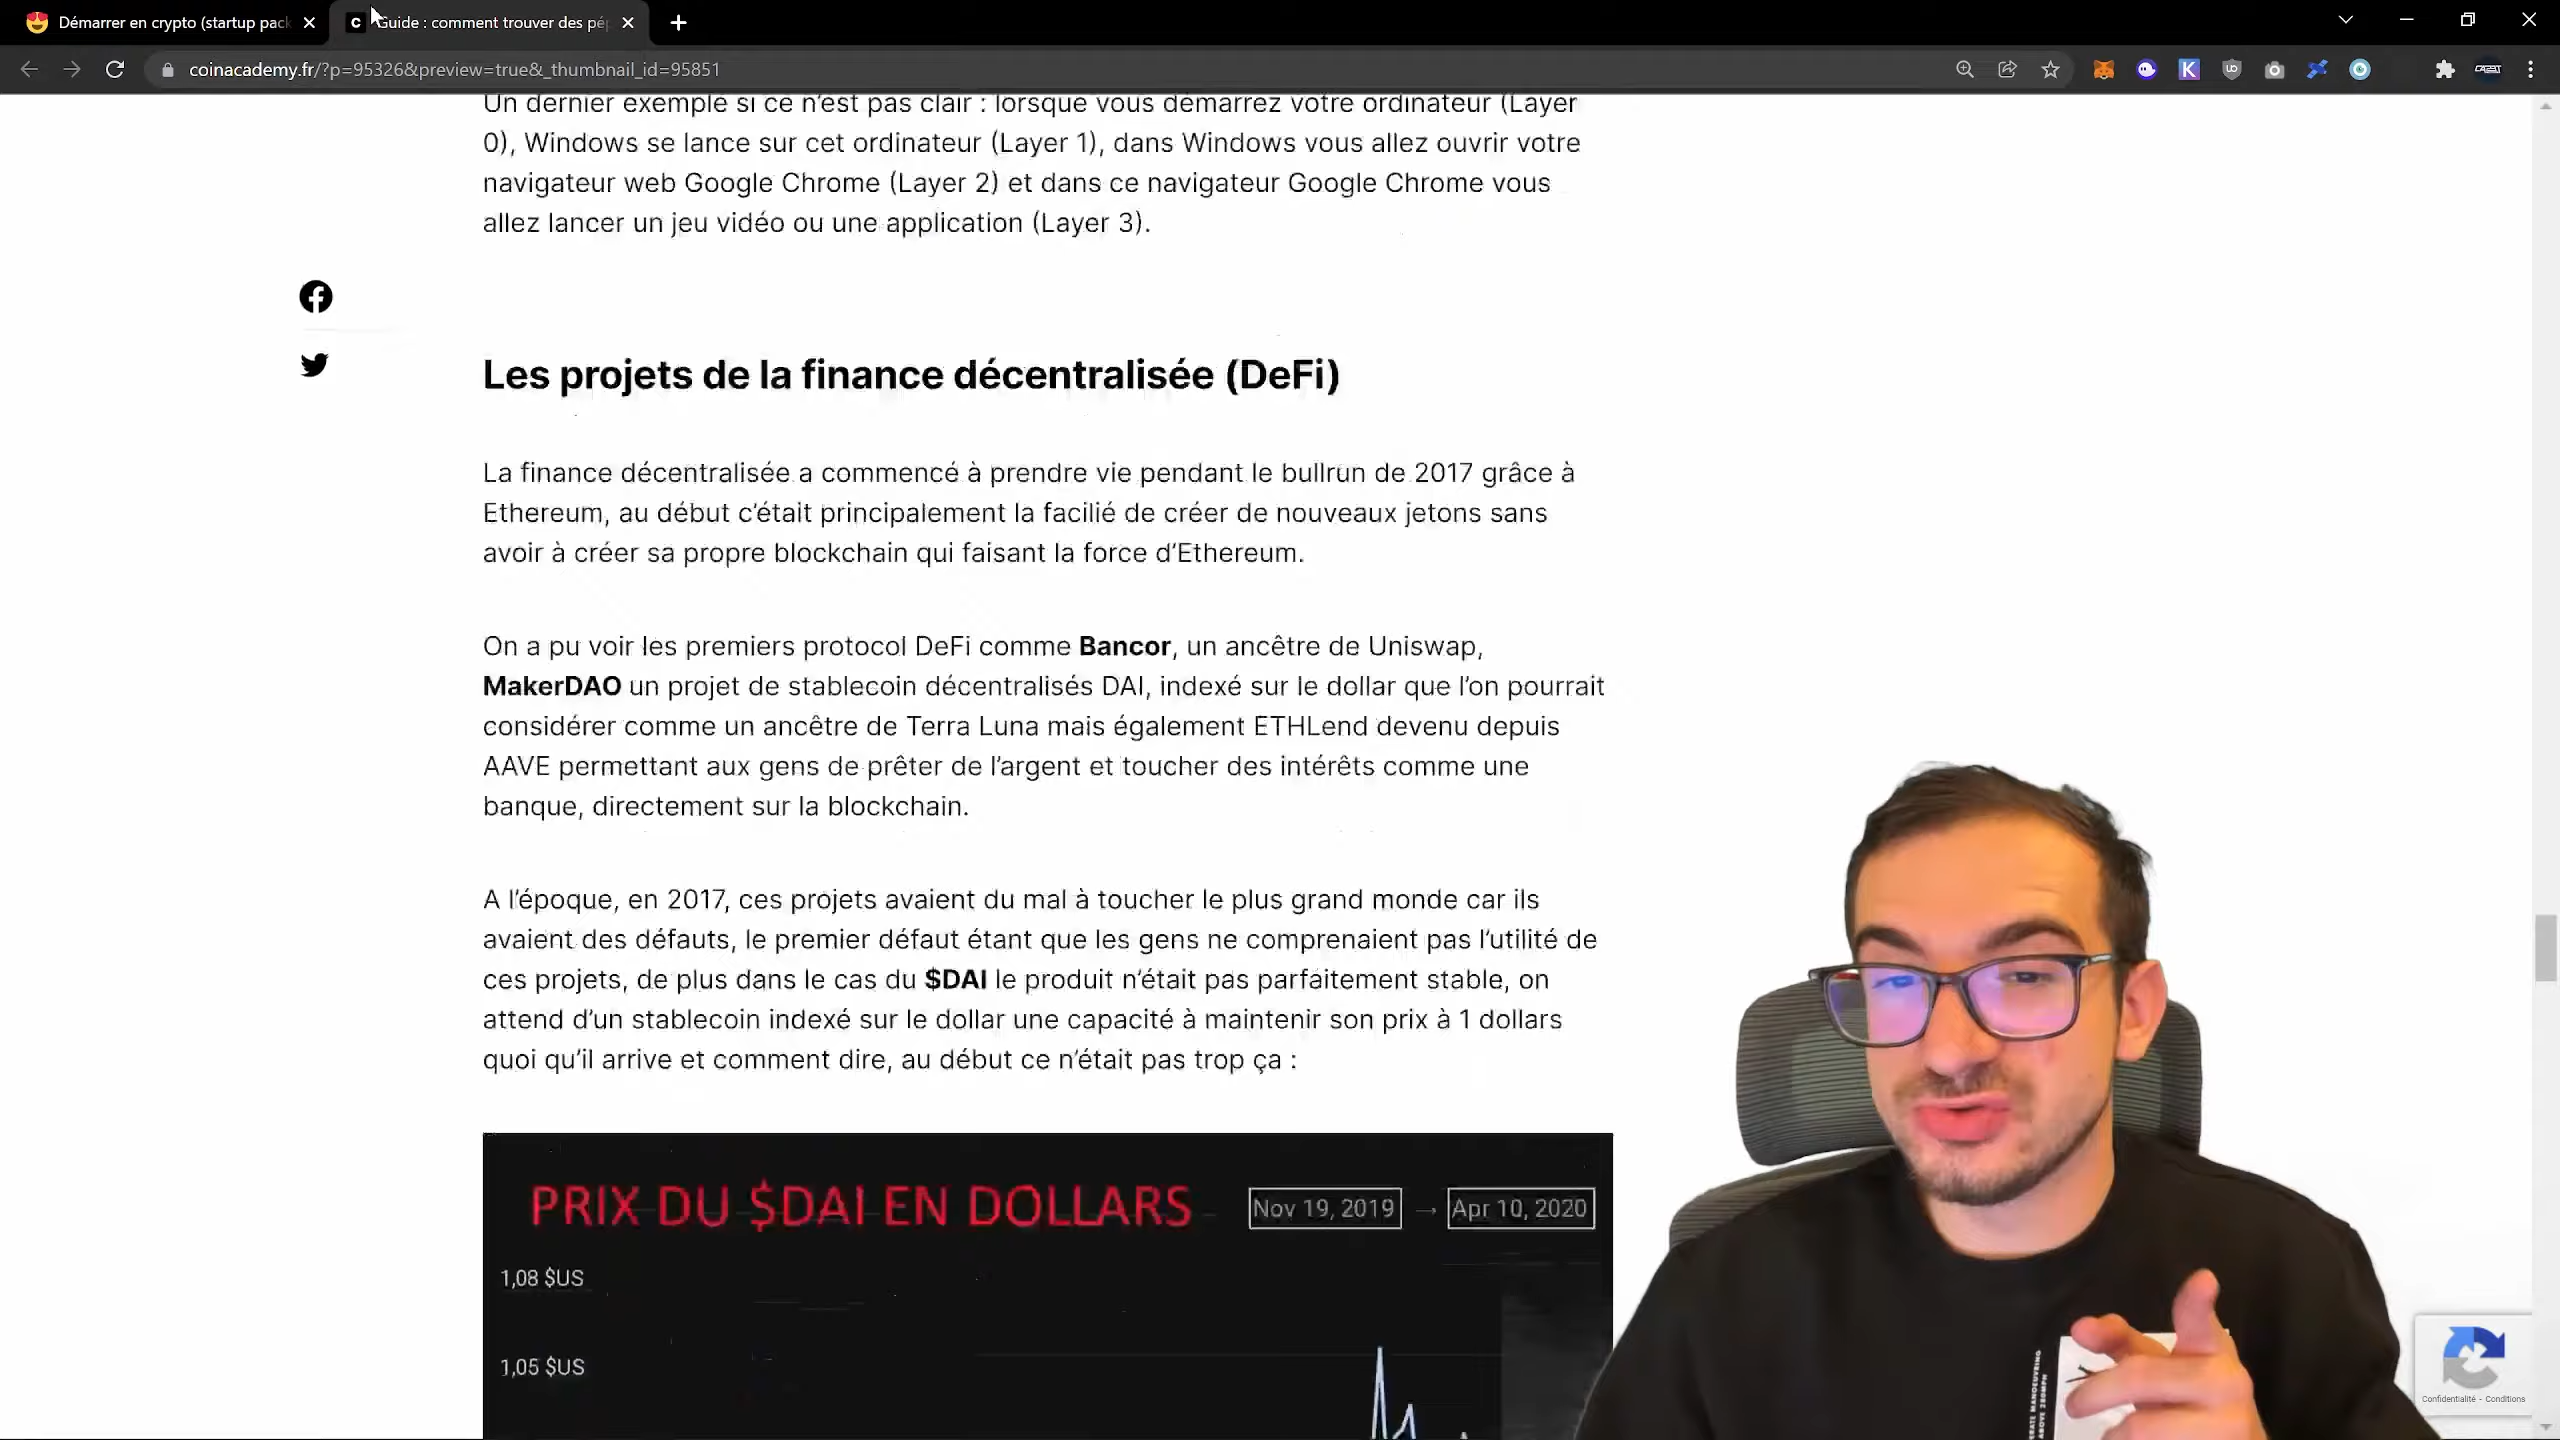 Démarrer en crypto (startup pack
Guide : comment trouver des pép
coinacademy.fr/?p=95326&preview=true&_thumbnail_id=95851
Un dernier exemple si ce n'est pas clair : lorsque vous démarrez votre ordinateur (Layer
0), Windows se lance sur cet ordinateur (Layer 1), dans Windows vous allez ouvrir votre
navigateur web Google Chrome (Layer 2) et dans ce navigateur Google Chrome vous
allez lancer un jeu vidéo ou une application (Layer 3).
Les projets de la finance décentralisée (DeFi)
La finance décentralisée a commencé à prendre vie pendant le bullrun de 2017 grâce à
Ethereum, au début c'était principalement la facilié de créer de nouveaux jetons sans
avoir à créer sa propre blockchain qui faisant la force d'Ethereum.
On a pu voir les premiers protocol DeFi comme Bancor, un ancêtre de Uniswap,
MakerDAO un projet de stablecoin décentralisés DAI, indexé sur le dollar que l'on pourrait
considérer comme un ancêtre de Terra Luna mais également ETHLend devenu depuis
AAVE permettant aux gens de prêter de l'argent et toucher des intérêts comme une
banque, directement sur la blockchain.
A l'époque, en 2017, ces projets avaient du mal à toucher le plus grand monde car ils
avaient des défauts, le premier défaut étant que les gens ne comprenaient pas l'utilité de
ces projets, de plus dans le cas du $DAI le produit n'était pas parfaitement stable, on
attend d'un stablecoin indexé sur le dollar une capacité à maintenir son prix à 1 dollars
quoi qu'il arrive et comment dire, au début ce n'était pas trop ça :
PRIX DU $DAI EN DOLLARS
Nov 19, 2019 → Apr 10, 2020
1,08 $US
1,05 $US
Confidentialité - Conditions